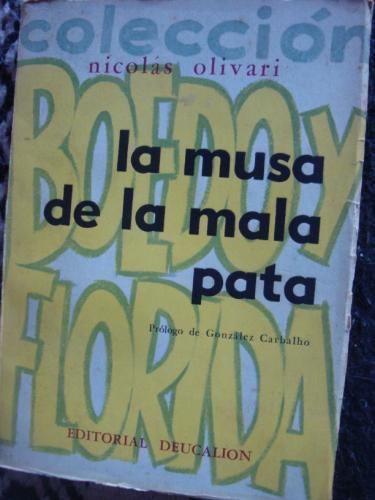 colección
nicolás olivari
BOEDO Y
la musa
de la mala
pata
Prólogo de González Carbalho
FLORIDA
EDITORIAL DEUCALION